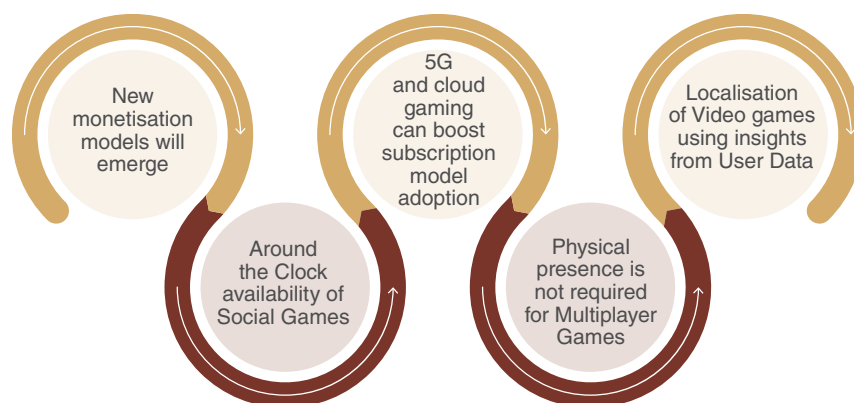 New
monetisation
models will
emerge
Around
the Clock
availability of
Social Games
5G
and cloud
gaming
can boost
subscription
model
adoption
Physical
presence is
not required
for Multiplayer
Games
Localisation
of Video games
using insights
from User Data